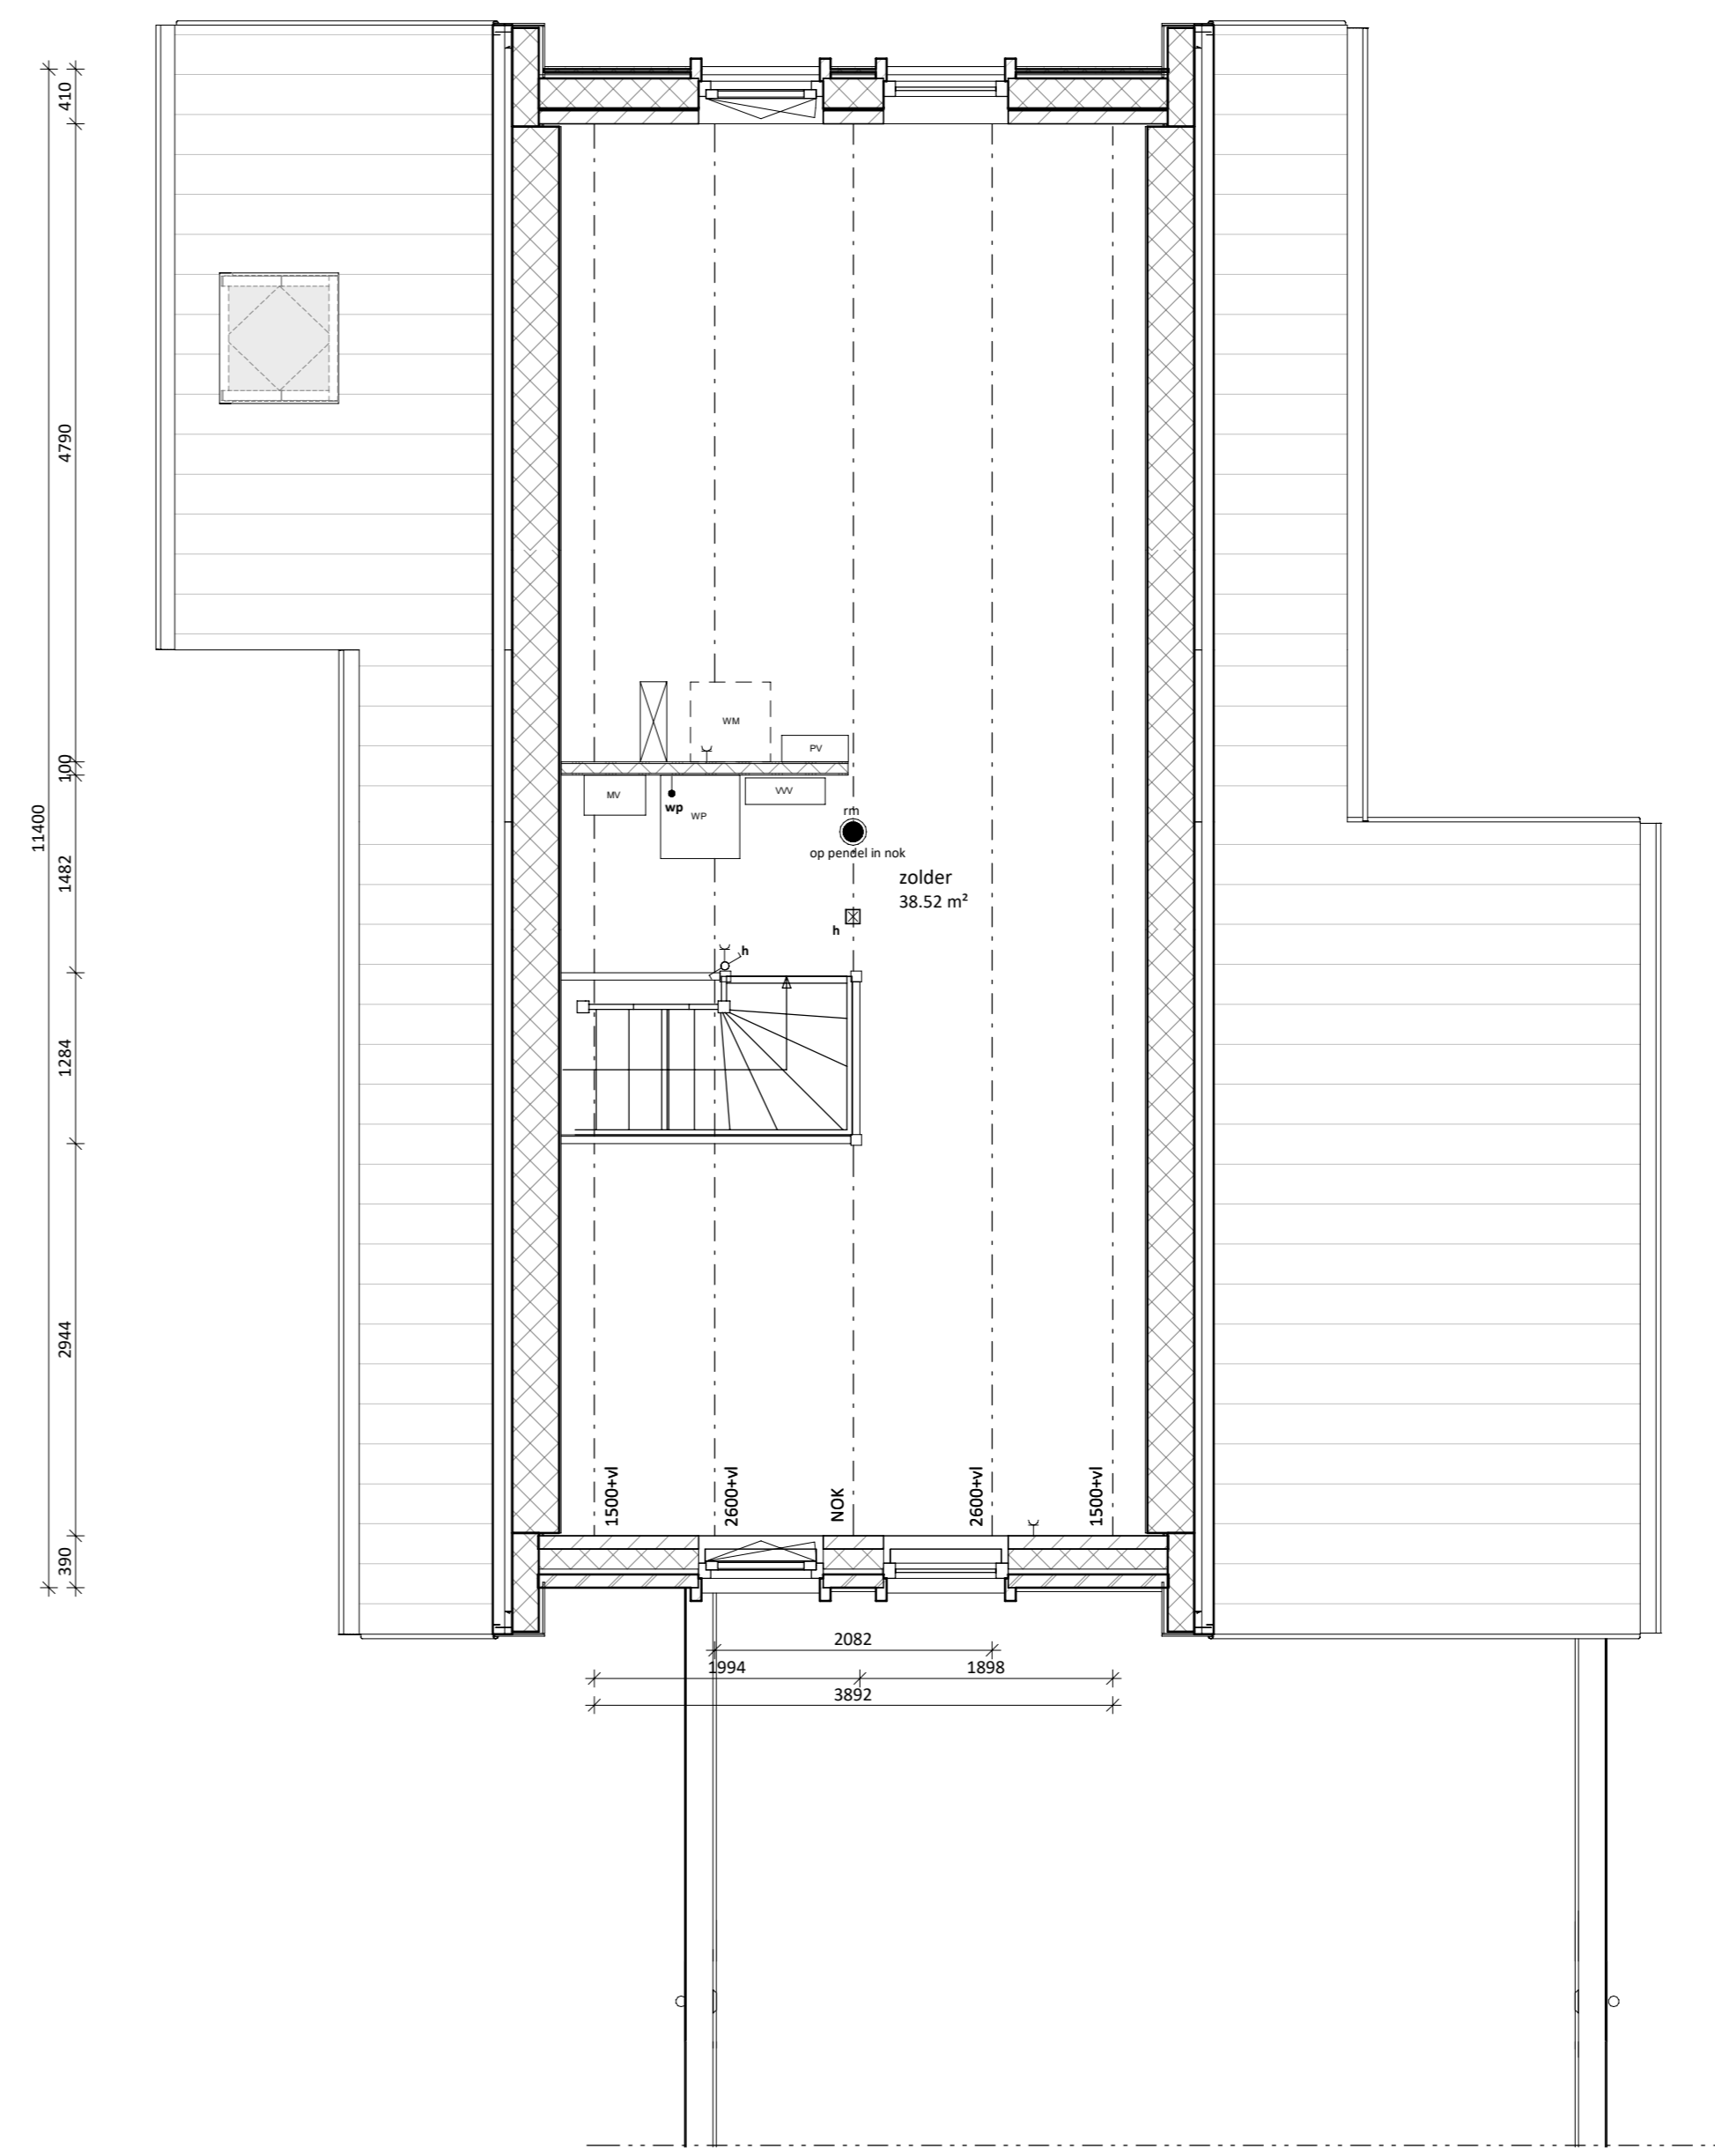 410
4790
100
11400
1482
1284
2944
390
WM
PV
MV
wp
WP
VVV
rm
op pendel in nok
zolder
38.52 m²
h
h
1500+vl
2600+vl
NOK
2600+vl
1500+vl
2082
1994
1898
3892